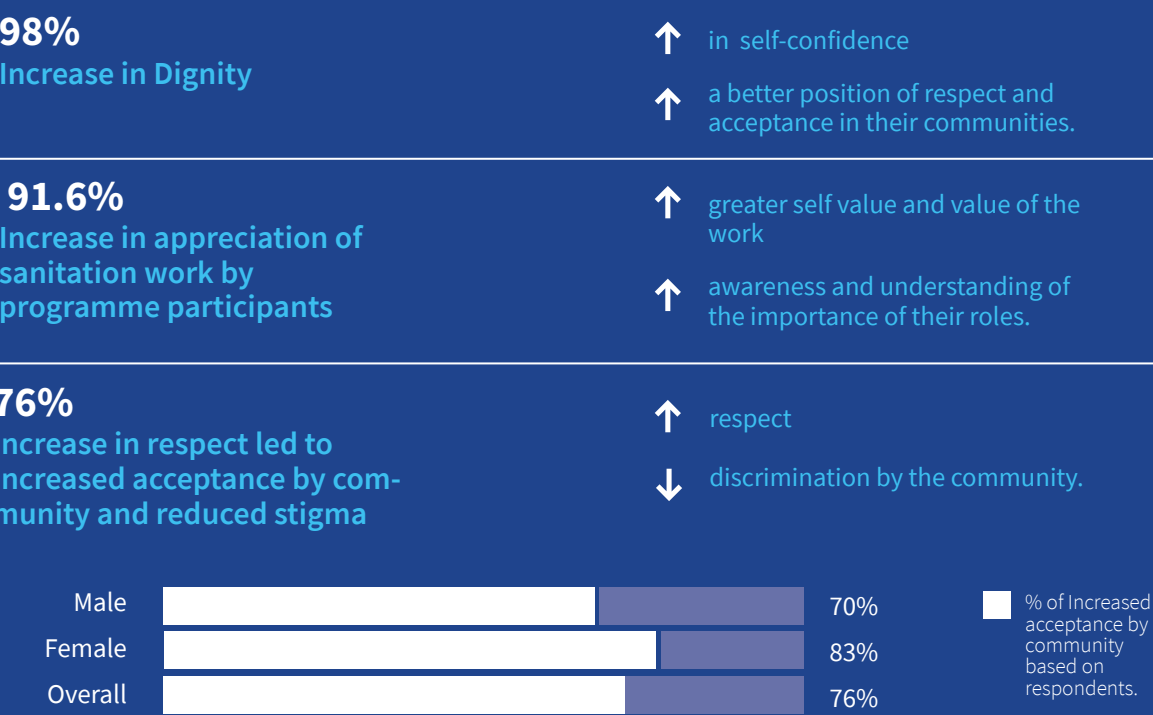 98%
Increase in Dignity
↑ in self-confidence
↑ a better position of respect and
acceptance in their communities.
91.6%
Increase in appreciation of
sanitation work by
programme participants
↑ greater self value and value of the
work
↑ awareness and understanding of
the importance of their roles.
76%
ncrease in respect led to
ncreased acceptance by com-
munity and reduced stigma
↑ respect
↓ discrimination by the community.
Male 70%
Female 83%
Overall 76%
% of Increased
acceptance by
community
based on
respondents.